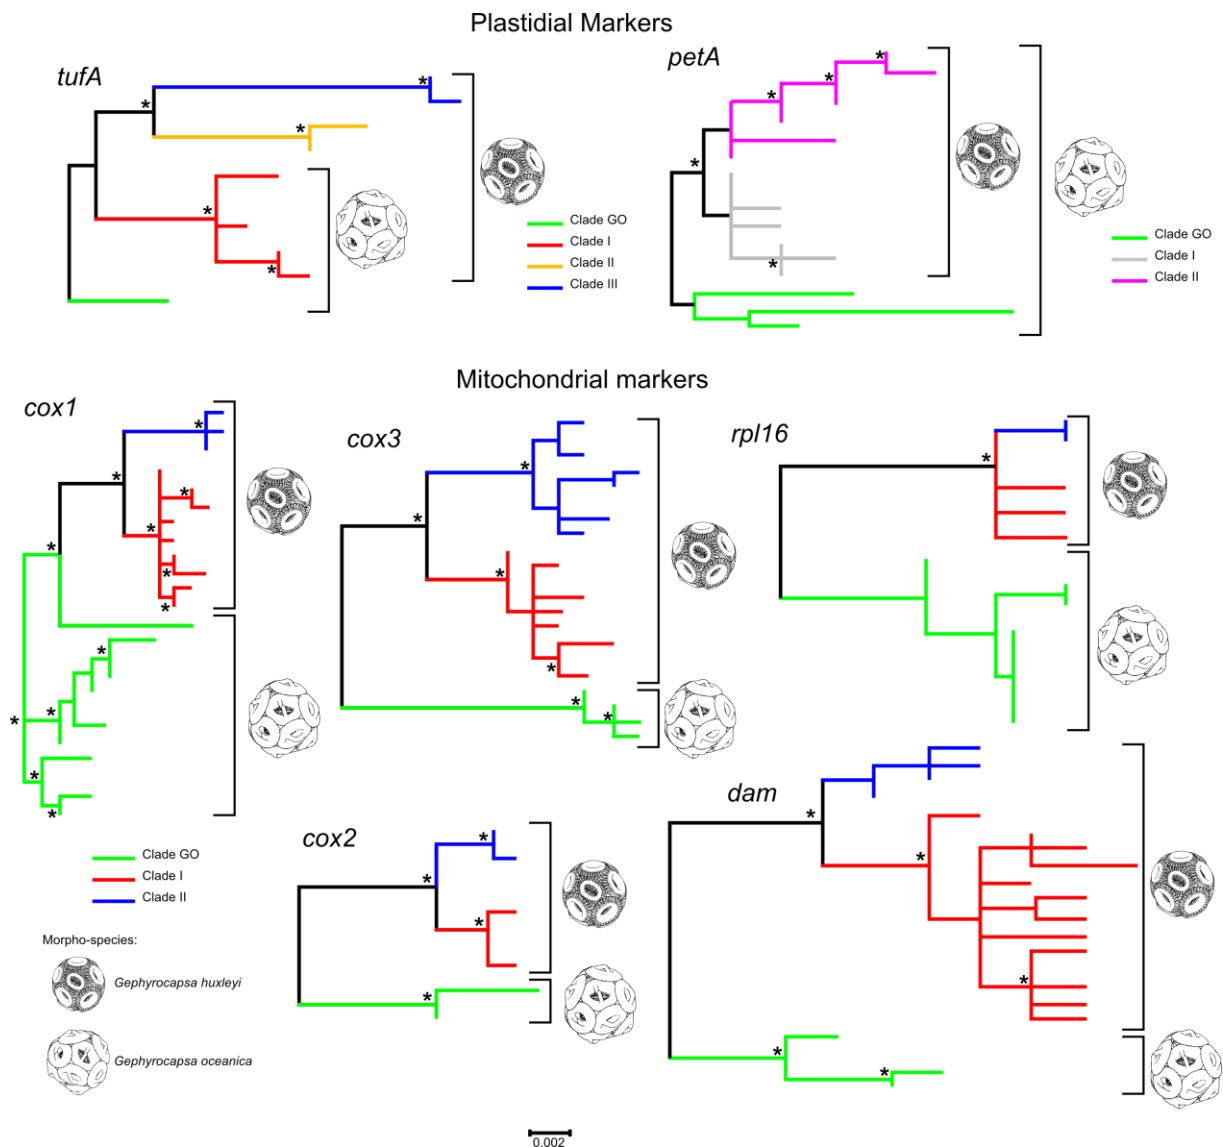 Plastidial Markers
tufA
*
*
*
*
*
Clade GO
Clade I
Clade II
Clade III
petA
*
*
*
*
*
*
Clade GO
Clade I
Clade II
Mitochondrial markers
cox1
*
*
*
*
*
*
*
*
*
*
*
Clade GO
Clade I
Clade II
Morpho-species:
Gephyrocapsa huxleyi
Gephyrocapsa oceanica
cox3
*
*
*
*
*
*
rpl16
*
cox2
*
*
*
*
dam
*
*
*
*
*
0.002